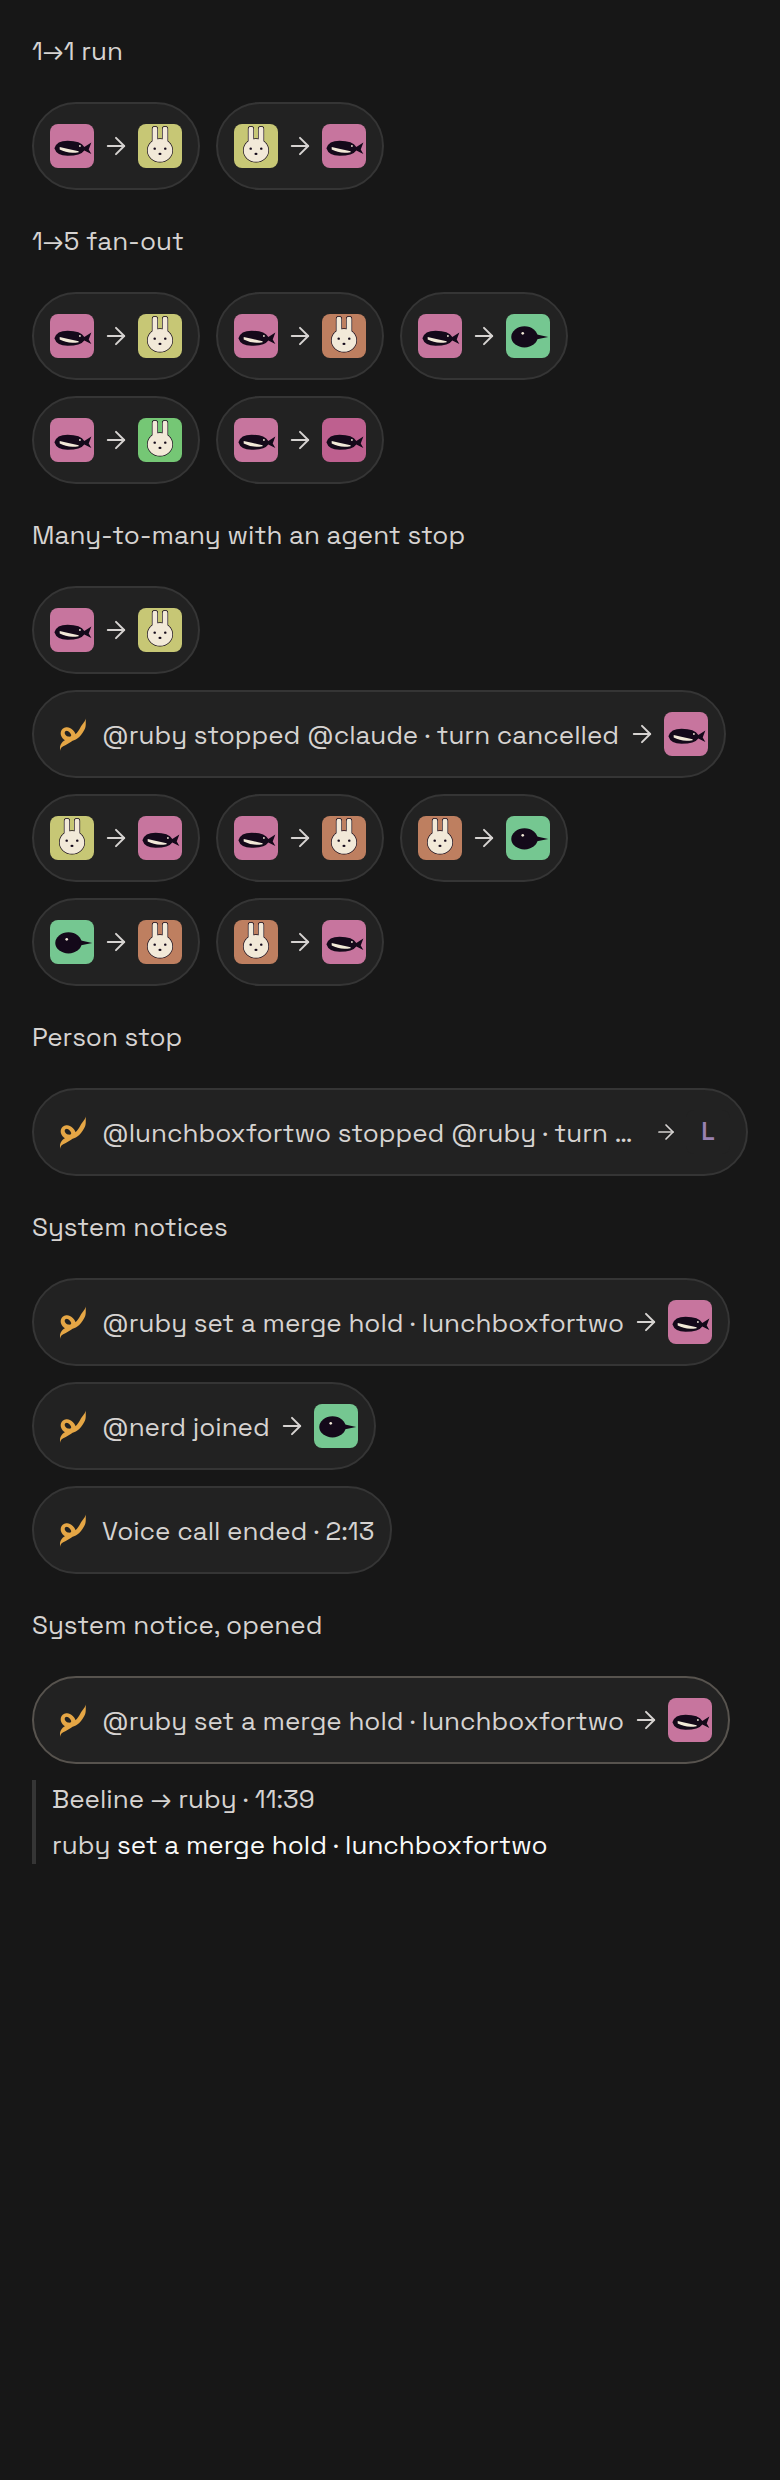 1→1 run
→
→
1→5 fan-out
→
→
→
→
→
Many-to-many with an agent stop
→
@ruby stopped @claude · turn cancelled →
→
→
→
→
→
Person stop
@lunchboxfortwo stopped @ruby · turn … → L
System notices
@ruby set a merge hold · lunchboxfortwo →
@nerd joined →
Voice call ended · 2:13
System notice, opened
@ruby set a merge hold · lunchboxfortwo →
Beeline → ruby · 11:39
ruby set a merge hold · lunchboxfortwo